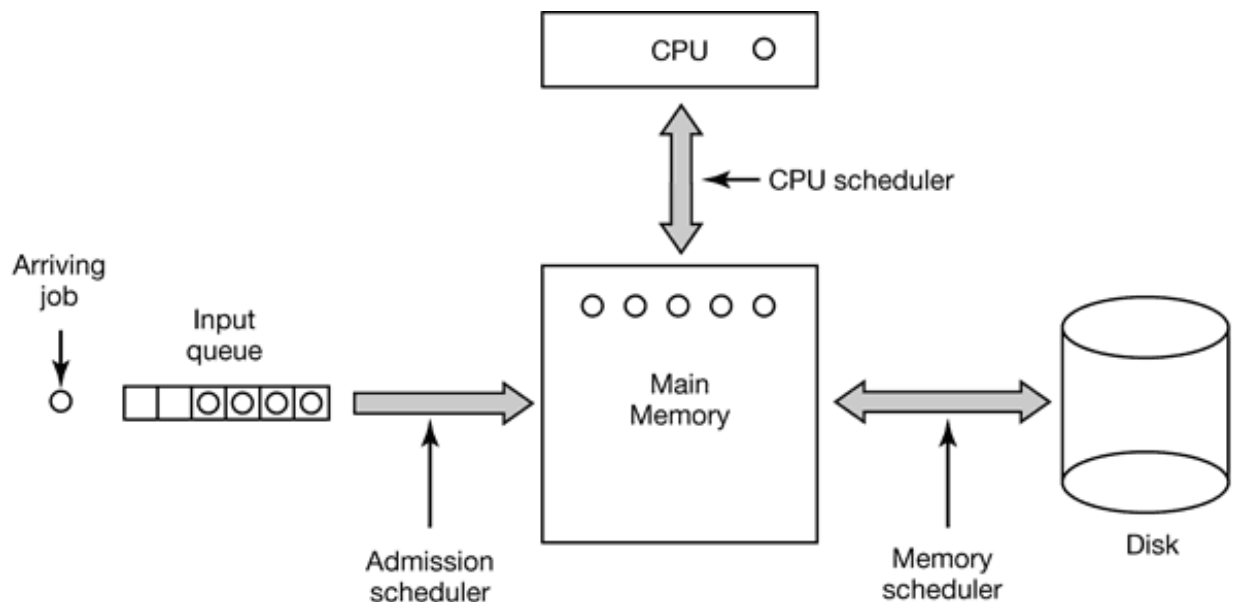 CPU
CPU scheduler
Arriving
job
Input
queue
Main
Memory
Admission
scheduler
Memory
scheduler
Disk